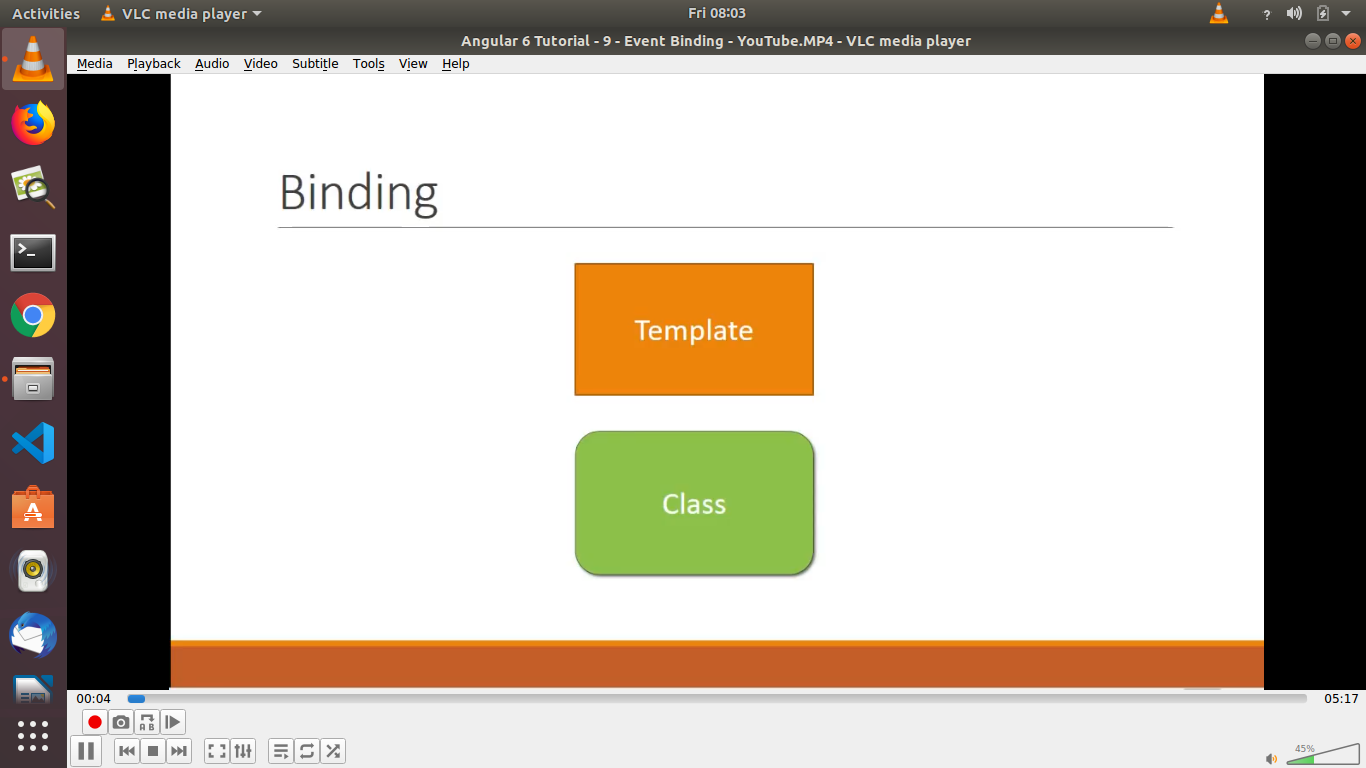 Activities VLC media player Fri 08:03 ?
Angular 6 Tutorial - 9 - Event Binding - YouTube.MP4 - VLC media player
Media Playback Audio Video Subtitle Tools View Help
Binding
Template
Class
00:04 05:17
A B
45%